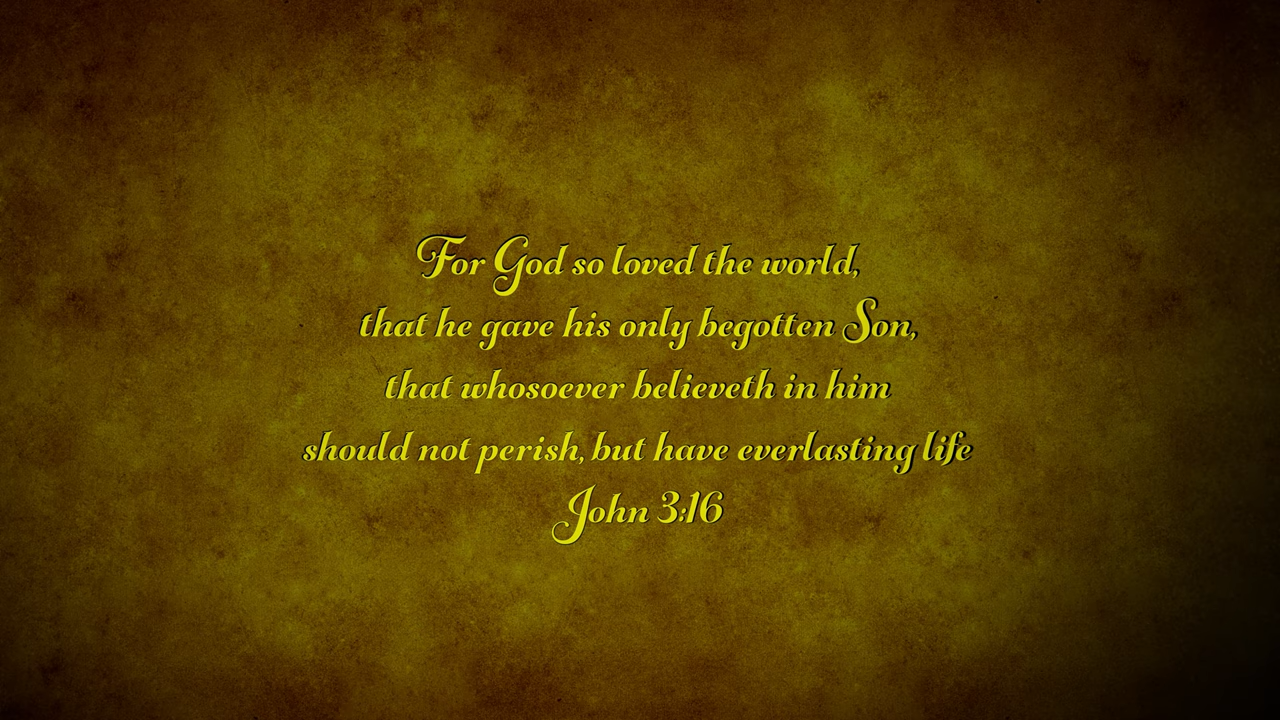 For God so loved the world,
that he gave his only begotten Son,
that whosoever believeth in him
should not perish, but have everlasting life
John 3:16